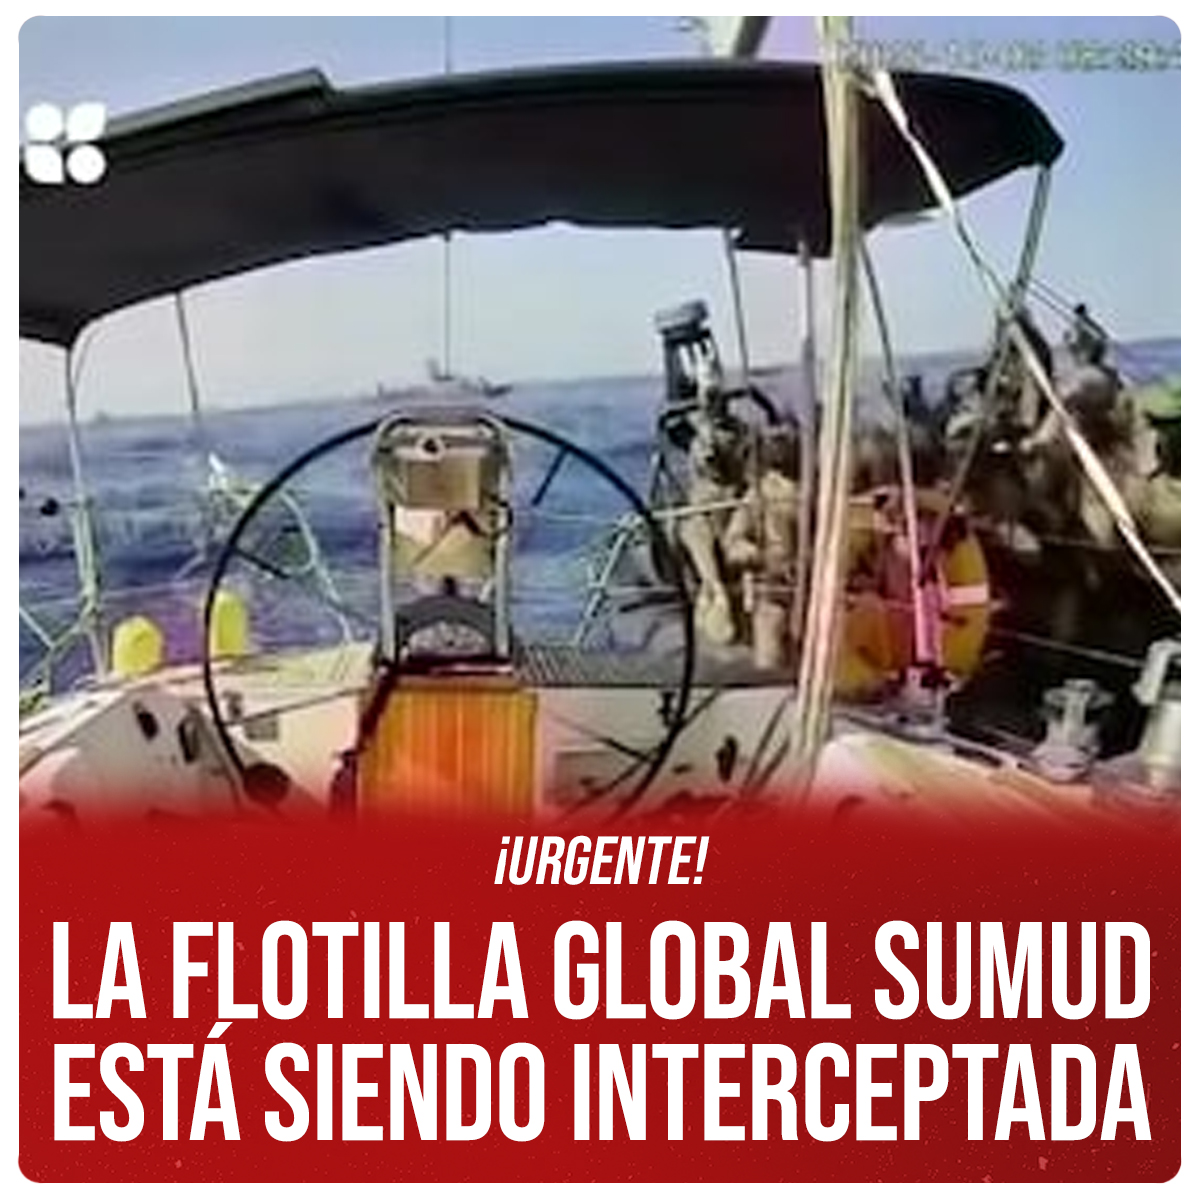 ¡URGENTE!
LA FLOTILLA GLOBAL SUMUD
ESTÁ SIENDO INTERCEPTADA